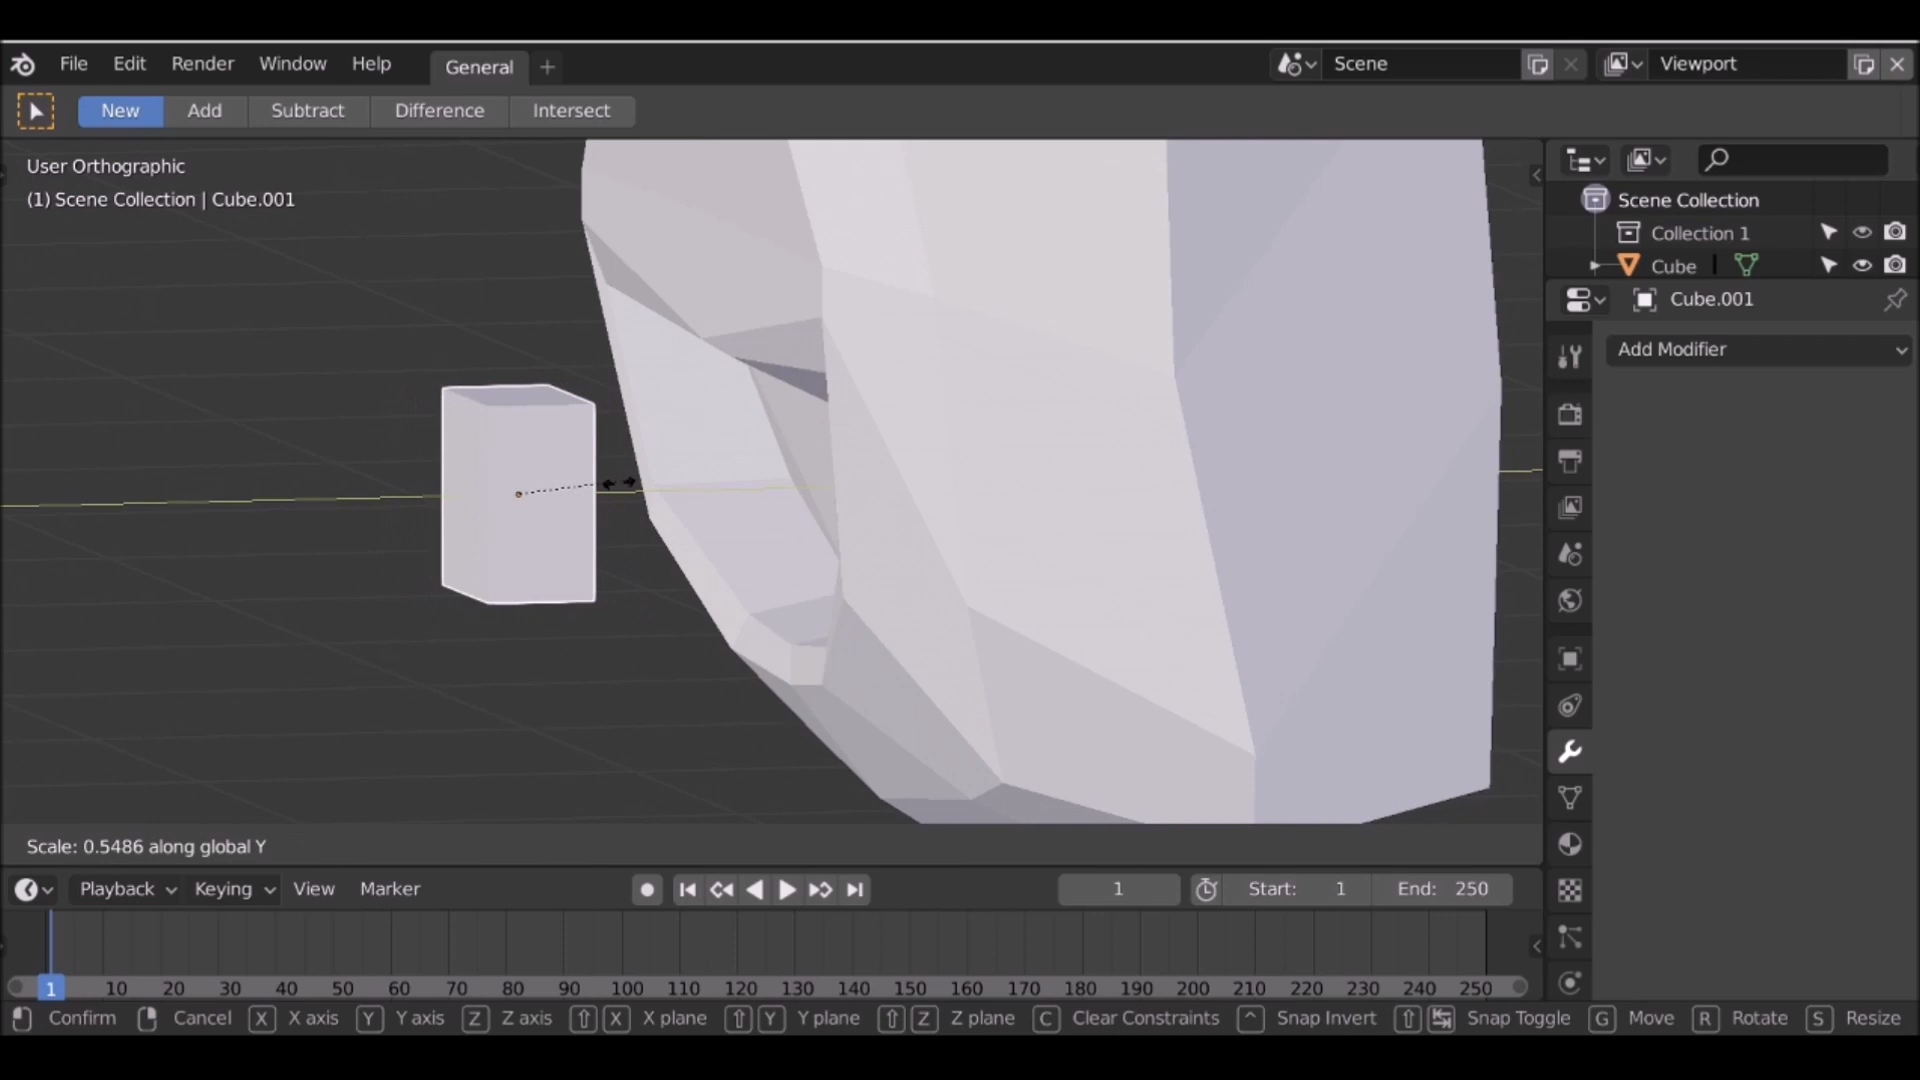 File Edit Render Window Help General + Scene Viewport
New Add Subtract Difference Intersect
User Orthographic
(1) Scene Collection | Cube.001
Scene Collection
Collection 1
Cube
Cube.001
Add Modifier
Scale: 0.5486 along global Y
Playback Keying View Marker 1 Start: 1 End: 250
1 10 20 30 40 50 60 70 80 90 100 110 120 130 140 150 160 170 180 190 200 210 220 230 240 250
Confirm Cancel X X axis Y Y axis Z Z axis X X plane Y Y plane Z Z plane C Clear Constraints ^ Snap Invert Snap Toggle G Move R Rotate S Resize